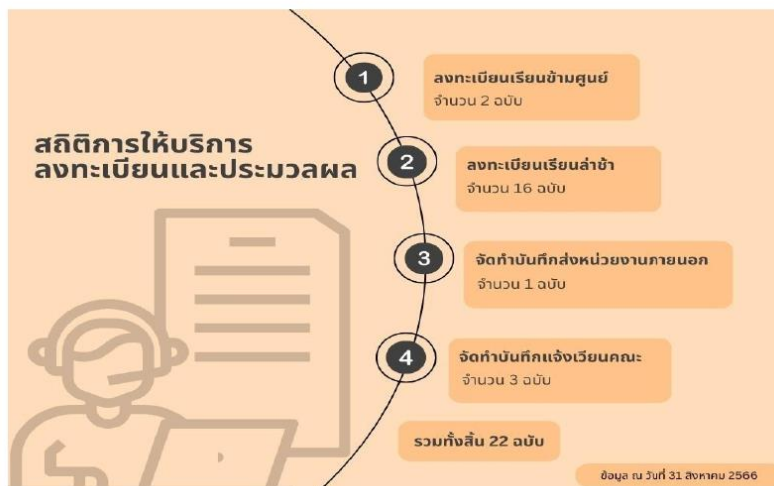 สถิติการให้บริการ
ลงทะเบียนและประมวลผล
1
ลงทะเบียนเรียนข้ามศูนย์
จำนวน 2 ฉบับ
2
ลงทะเบียนเรียนล่าช้า
จำนวน 16 ฉบับ
3
จัดทำบันทึกส่งหน่วยงานภายนอก
จำนวน 1 ฉบับ
4
จัดทำบันทึกแจ้งเวียนคณะ
จำนวน 3 ฉบับ
รวมทั้งสิ้น 22 ฉบับ
ข้อมูล ณ วันที่ 31 สิงหาคม 2566